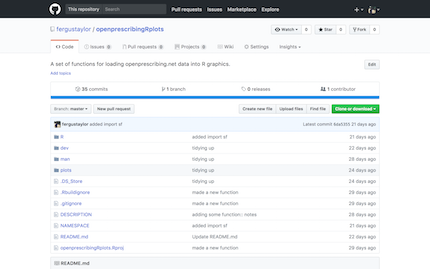 This repository Search Pull requests Issues Marketplace Explore
fergustaylor / openprescribingRplots Watch 0 Star 0 Fork 0
Code Issues 0 Pull requests 0 Projects 0 Wiki Settings Insights
A set of functions for loading openprescribing.net data into R graphics. Edit
Add topics
35 commits 1 branch 0 releases 1 contributor
Branch: master New pull request Create new file Upload files Find file Clone or download
fergustaylor added import sf Latest commit 21 days ago
R added import sf 21 days ago
dev tidying up 22 days ago
man tidying up 28 days ago
plots tidying up 24 days ago
.DS_Store tidying up 24 days ago
.Rbuildignore made a new function 29 days ago
.gitignore made a new function 29 days ago
DESCRIPTION adding some function:: notes 28 days ago
NAMESPACE added import sf 21 days ago
README.md Update README.md 22 days ago
openprescribingRplots.Rproj made a new function 29 days ago
README.md